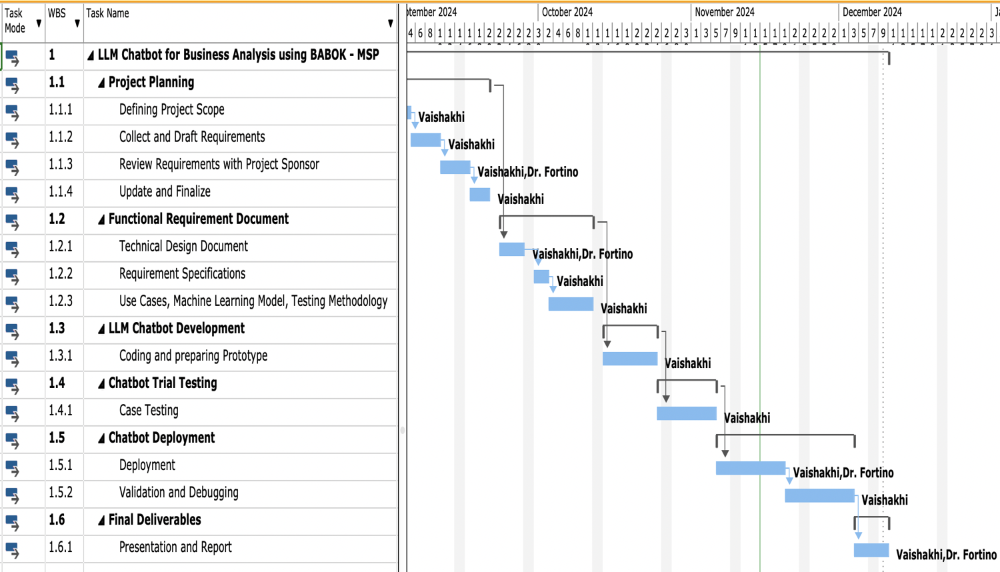 Task Mode WBS Task Name
tember 2024 October 2024 November 2024 December 2024
4 6 8 1 1 1 1 1 2 2 2 2 2 3 2 4 6 8 1 1 1 1 1 2 2 2 2 2 3 1 3 5 7 9 1 1 1 1 1 2 2 2 2 2 1 3 5 7 9 1 1 1 1 1 2 2 2 2 2 3
1 LLM Chatbot for Business Analysis using BABOK - MSP
1.1 Project Planning
1.1.1 Defining Project Scope Vaishakhi
1.1.2 Collect and Draft Requirements Vaishakhi
1.1.3 Review Requirements with Project Sponsor Vaishakhi,Dr. Fortino
1.1.4 Update and Finalize Vaishakhi
1.2 Functional Requirement Document
1.2.1 Technical Design Document Vaishakhi,Dr. Fortino
1.2.2 Requirement Specifications Vaishakhi
1.2.3 Use Cases, Machine Learning Model, Testing Methodology Vaishakhi
1.3 LLM Chatbot Development
1.3.1 Coding and preparing Prototype Vaishakhi
1.4 Chatbot Trial Testing
1.4.1 Case Testing Vaishakhi
1.5 Chatbot Deployment
1.5.1 Deployment Vaishakhi,Dr. Fortino
1.5.2 Validation and Debugging Vaishakhi
1.6 Final Deliverables
1.6.1 Presentation and Report Vaishakhi,Dr. Fortino